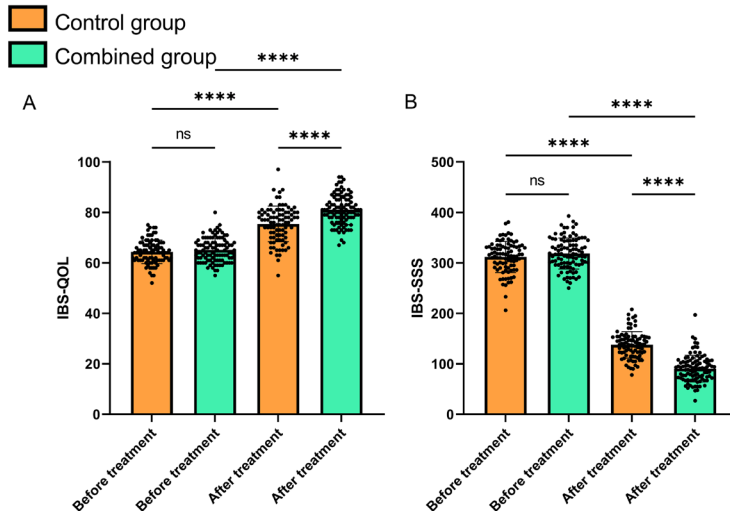 Control group
Combined group
A
****
****
ns
****
100
80
60
40
20
0
IBS-QOL
Before treatment
Before treatment
After treatment
After treatment
B
****
****
ns
****
500
400
300
200
100
0
IBS-SSS
Before treatment
Before treatment
After treatment
After treatment